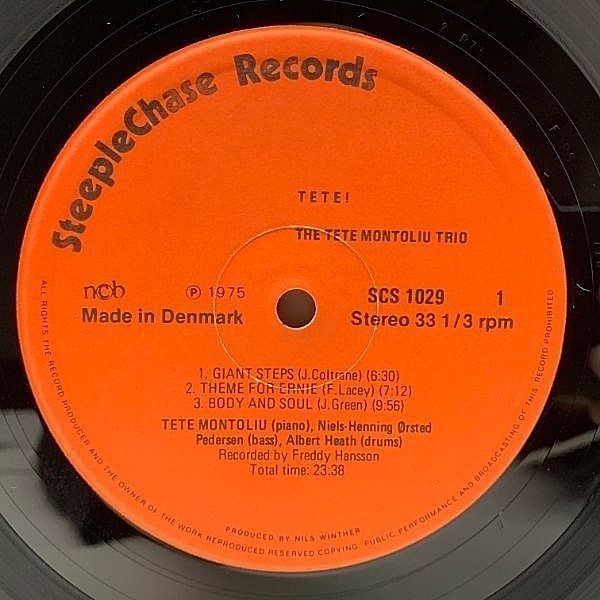 SteepleChase Records
TETE!
THE TETE MONTOLIU TRIO
ncb
℗ 1975
SCS 1029
1
Made in Denmark
Stereo 33 1/3 rpm
1. GIANT STEPS (J.Coltrane) (6:30)
2. THEME FOR ERNIE (F.Lacey) (7:12)
3. BODY AND SOUL (J.Green) (9:56)
TETE MONTOLIU (piano), Niels-Henning Ørsted
Pedersen (bass), Albert Heath (drums)
Recorded by Freddy Hansson
Total time: 23:38
PRODUCED BY NILS WINTHER
ALL RIGHTS THE RECORD PRODUCER AND THE OWNER OF THE WORK REPRODUCED RESERVED COPYING. PUBLIC PERFORMANCE AND BROADCASTING OF THIS RECORD PROHIBITED